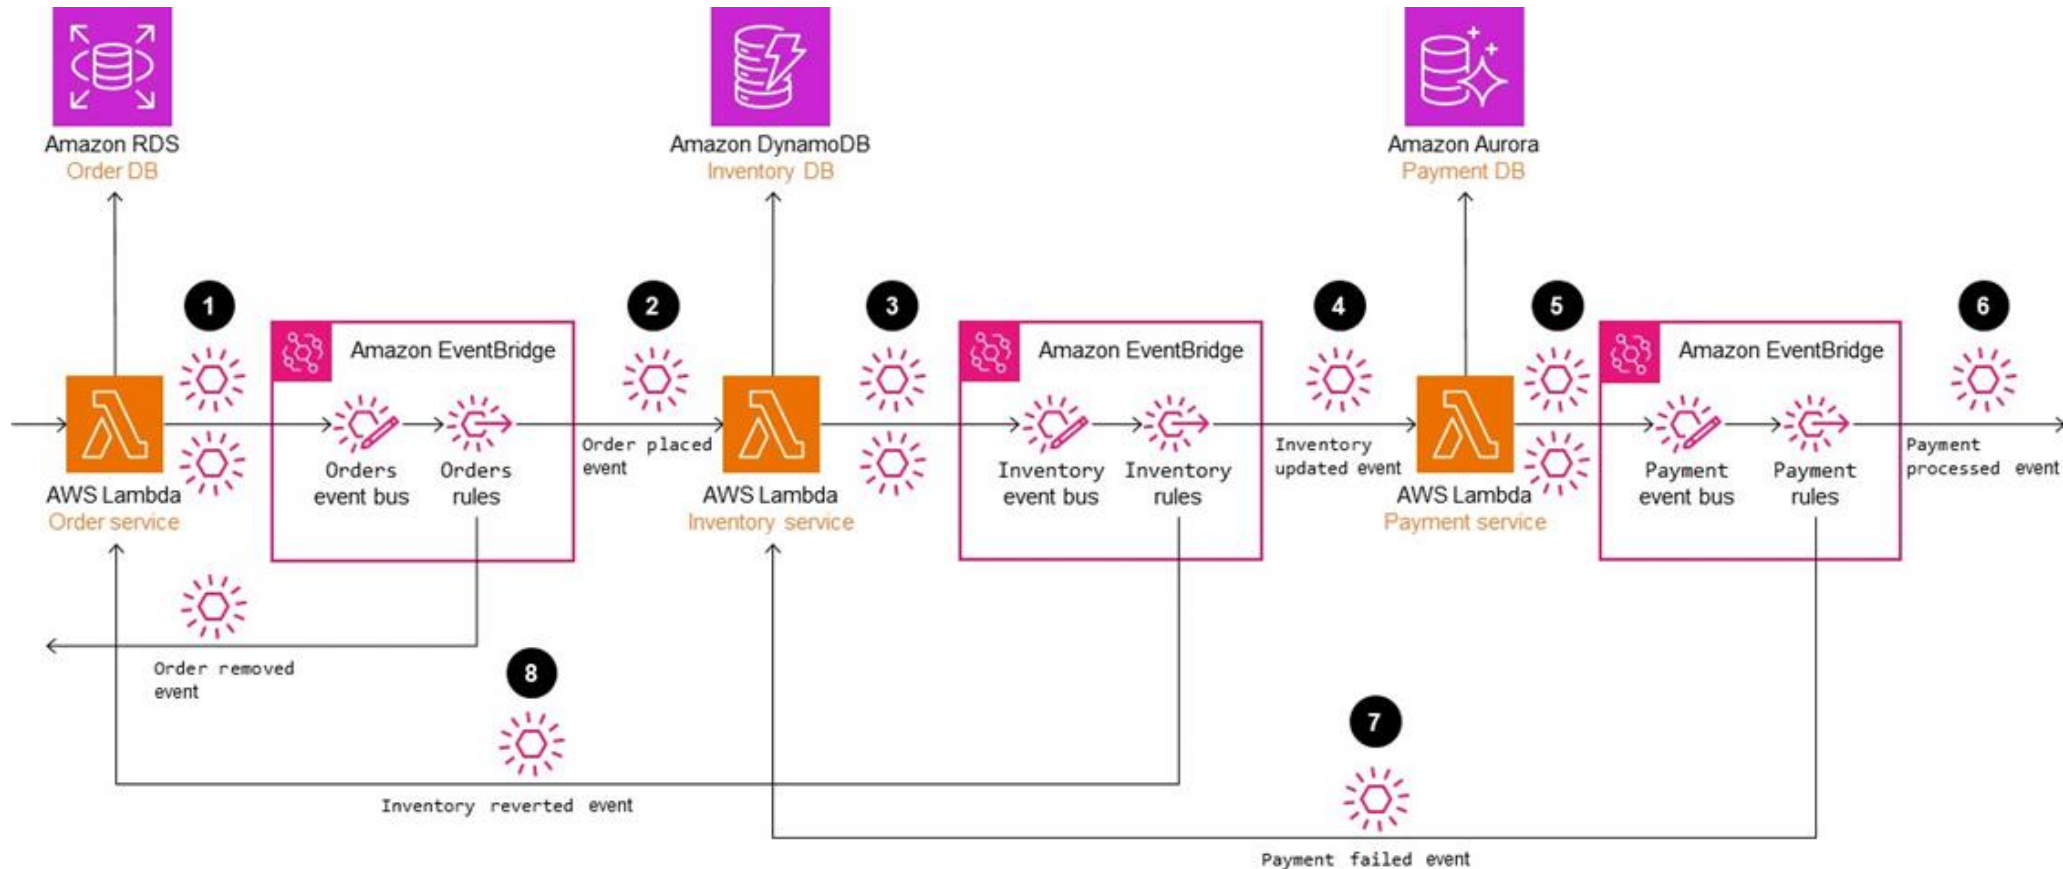 Amazon RDS
Order DB
Amazon DynamoDB
Inventory DB
Amazon Aurora
Payment DB
1
2
3
4
5
6
Amazon EventBridge
Amazon EventBridge
Amazon EventBridge
Orders
event bus
Orders
rules
Order placed
event
Inventory
event bus
Inventory
rules
Inventory
updated event
Payment
event bus
Payment
rules
Payment
processed event
AWS Lambda
Order service
AWS Lambda
Inventory service
AWS Lambda
Payment service
Order removed
event
8
Inventory reverted event
7
Payment failed event